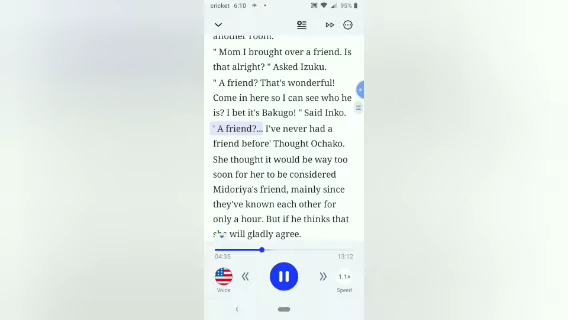 cricket 6:10
95%
another room.
" Mom I brought over a friend. Is
that alright? " Asked Izuku.
" A friend? That's wonderful!
Come in here so I can see who he
is? I bet it's Bakugo! " Said Inko.
' A friend?... I've never had a
friend before' Thought Ochako.
She thought it would be way too
soon for her to be considered
Midoriya's friend, mainly since
they've known each other for
only a hour. But if he thinks that
she will gladly agree.
04:35 13:12
1.1×
Voice Speed